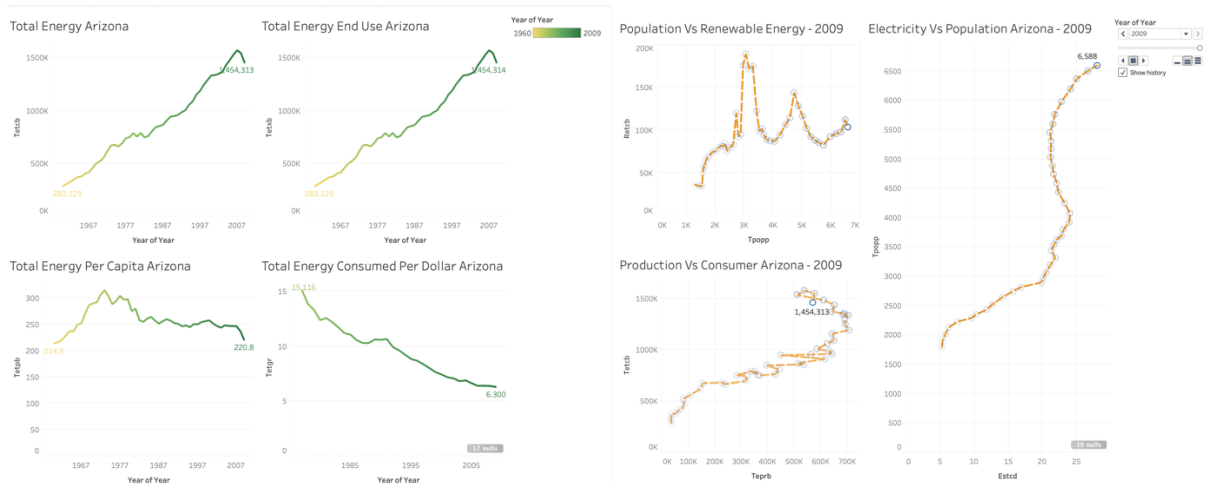 Total Energy Arizona
Tetcb
1500K
1000K
500K
0K
1,454,313
283,129
1967
1977
1987
1997
2007
Year of Year
Total Energy End Use Arizona
Year of Year
1960
2009
Tetxb
1500K
1000K
500K
0K
1,454,314
283,129
1967
1977
1987
1997
2007
Year of Year
Total Energy Per Capita Arizona
Tetpb
300
250
200
150
100
50
0
214.3
220.8
1967
1977
1987
1997
2007
Year of Year
Total Energy Consumed Per Dollar Arizona
Tetgr
15
10
5
0
15.116
6.300
17 nulls
1985
1995
2005
Year of Year
Population Vs Renewable Energy - 2009
Retcb
200K
150K
100K
50K
0K
0K
1K
2K
3K
4K
5K
6K
7K
Tpopp
Production Vs Consumer Arizona - 2009
Tetcb
1500K
1000K
500K
0K
1,454,313
0K
100K
200K
300K
400K
500K
600K
700K
Teprb
Electricity Vs Population Arizona - 2009
Tpopp
6500
6000
5500
5000
4500
4000
3500
3000
2500
2000
1500
1000
500
0
6,588
10 nulls
0
5
10
15
20
25
Estcd
Year of Year
2009
Show history